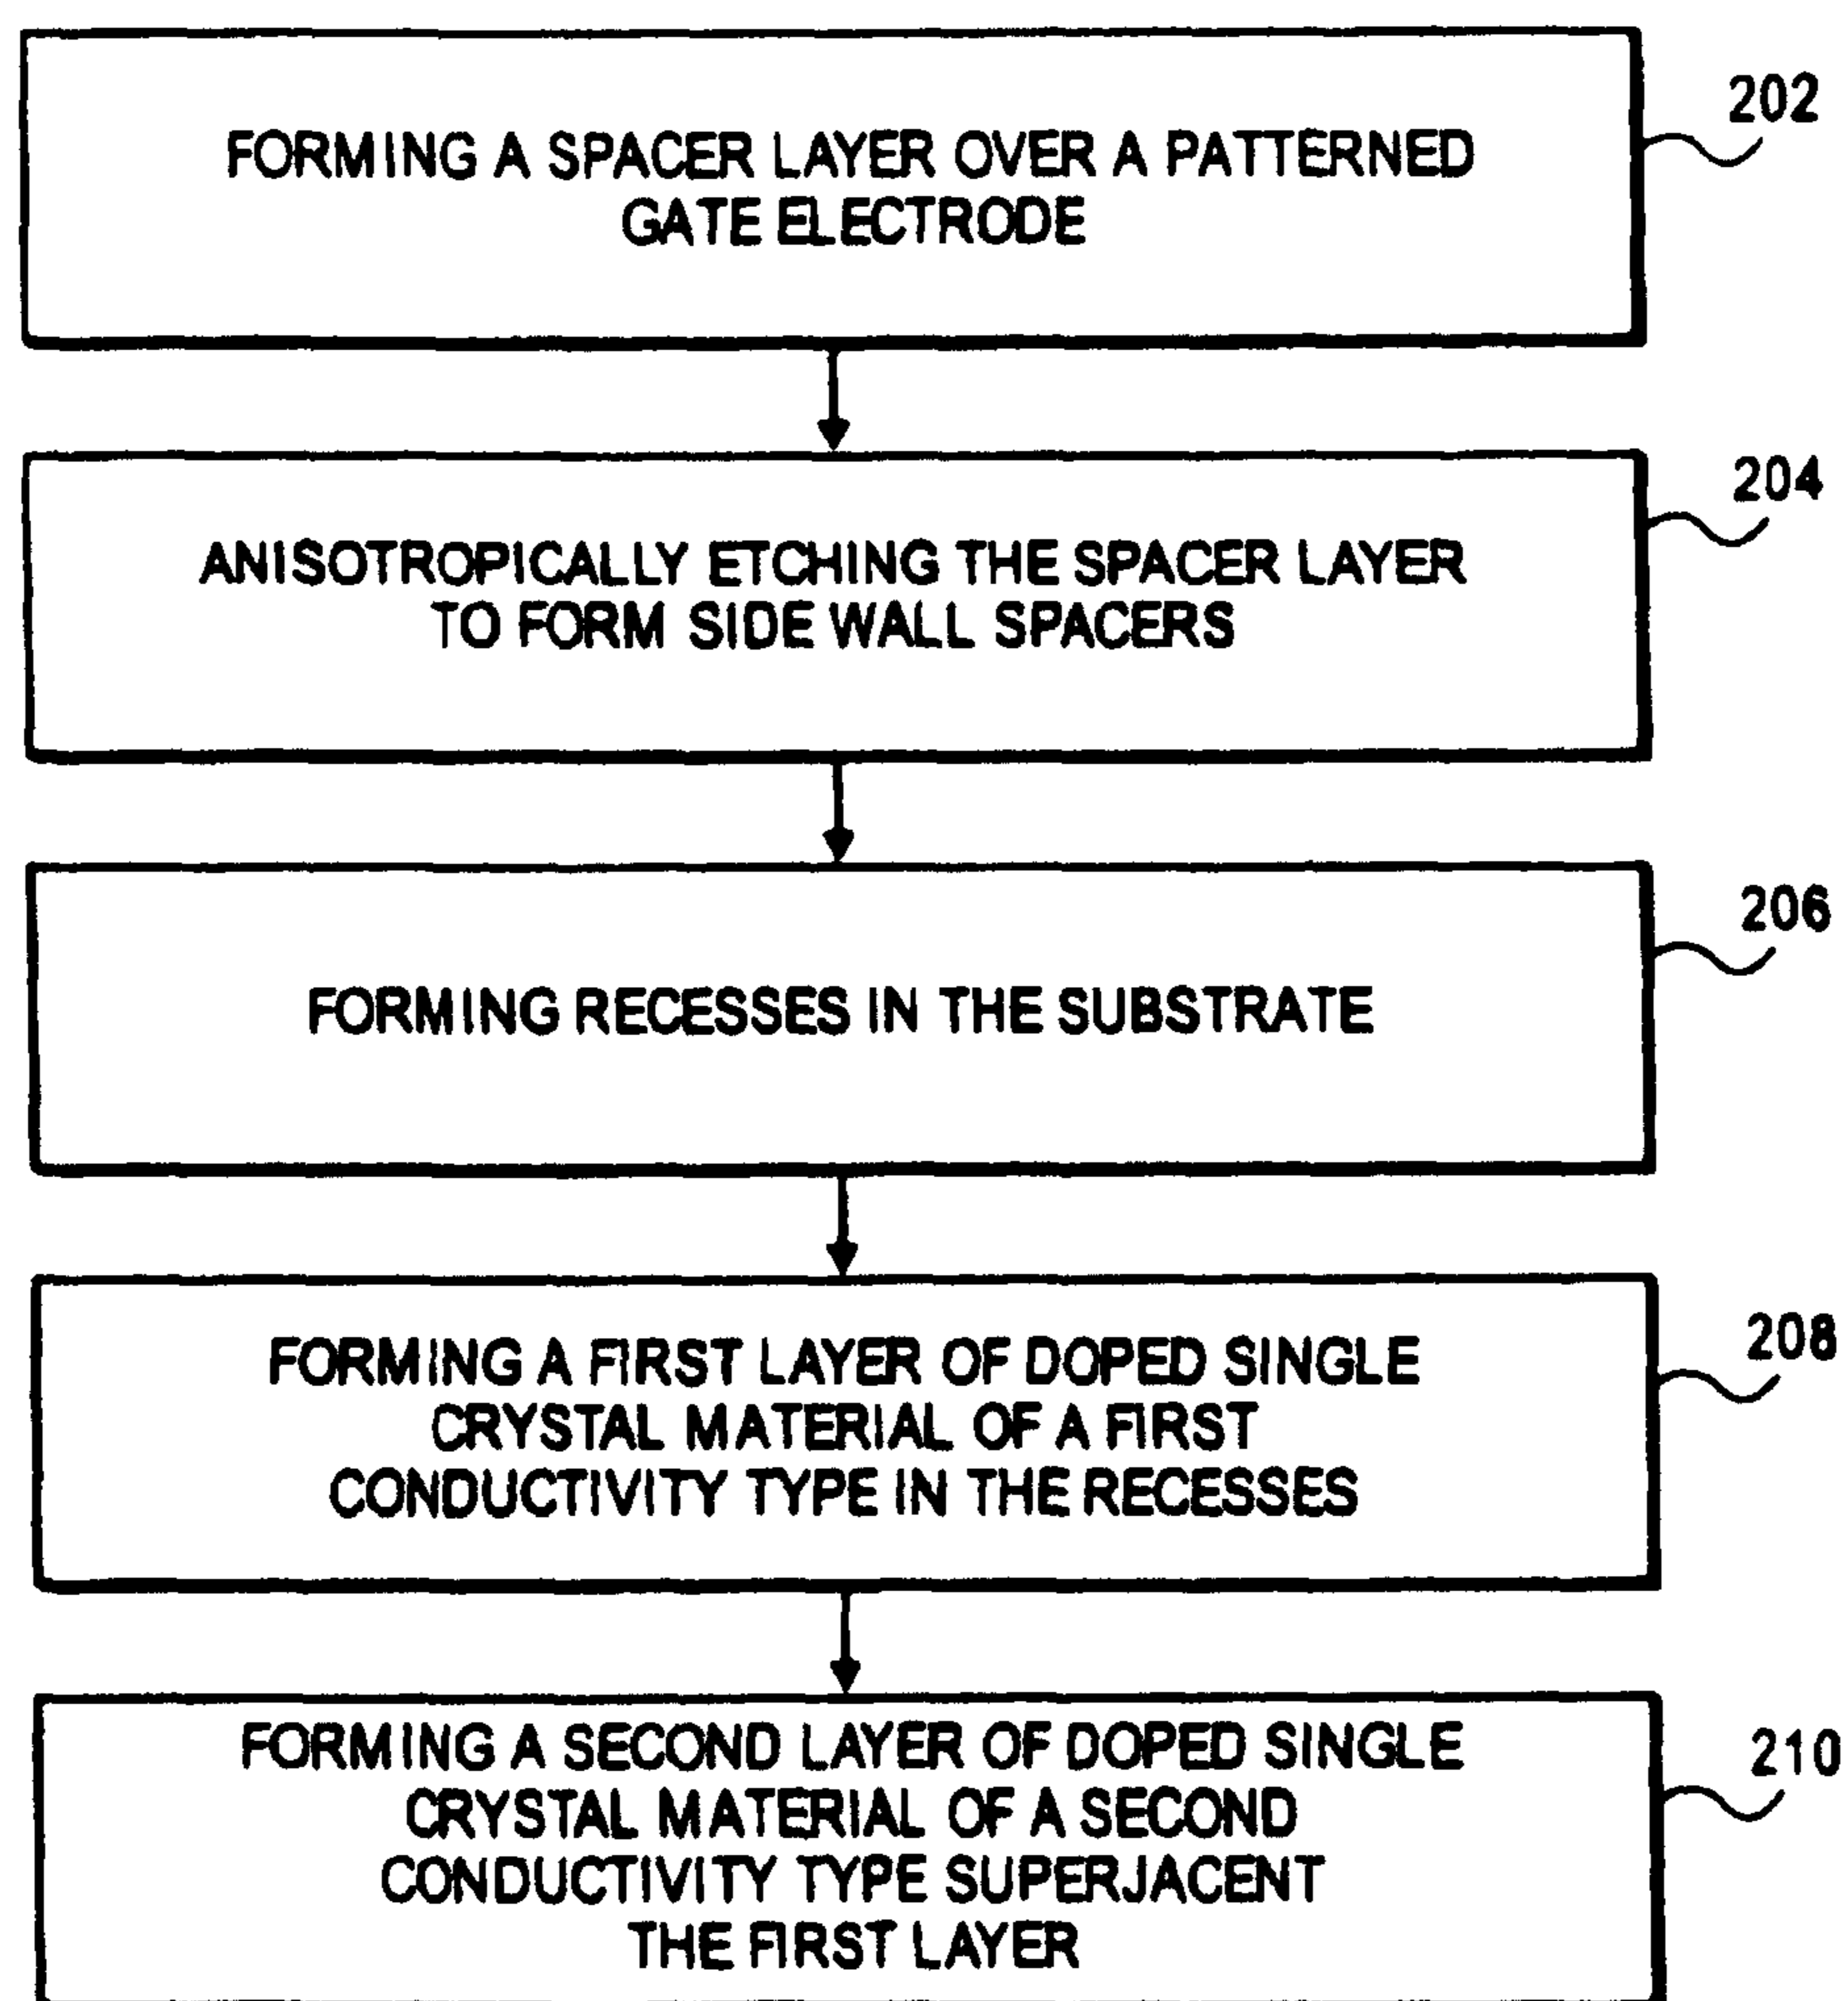 202
FORMING A SPACER LAYER OVER A PATTERNED
GATE ELECTRODE
204
ANISOTROPICALLY ETCHING THE SPACER LAYER
TO FORM SIDE WALL SPACERS
206
FORMING RECESSES IN THE SUBSTRATE
208
FORMING A FIRST LAYER OF DOPED SINGLE
CRYSTAL MATERIAL OF A FIRST
CONDUCTIVITY TYPE IN THE RECESSES
210
FORMING A SECOND LAYER OF DOPED SINGLE
CRYSTAL MATERIAL OF A SECOND
CONDUCTIVITY TYPE SUPERJACENT
THE FIRST LAYER